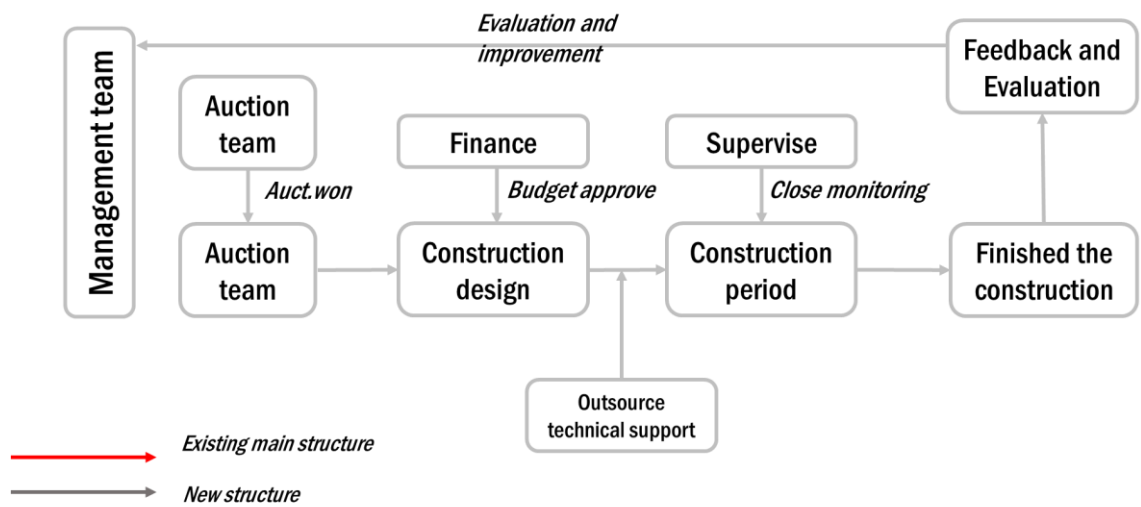 Evaluation and
improvement
Management team
Feedback and
Evaluation
Auction
team
Finance
Supervise
Auct.won
Budget approve
Close monitoring
Auction
team
Construction
design
Construction
period
Finished the
construction
Outsource
technical support
Existing main structure
New structure